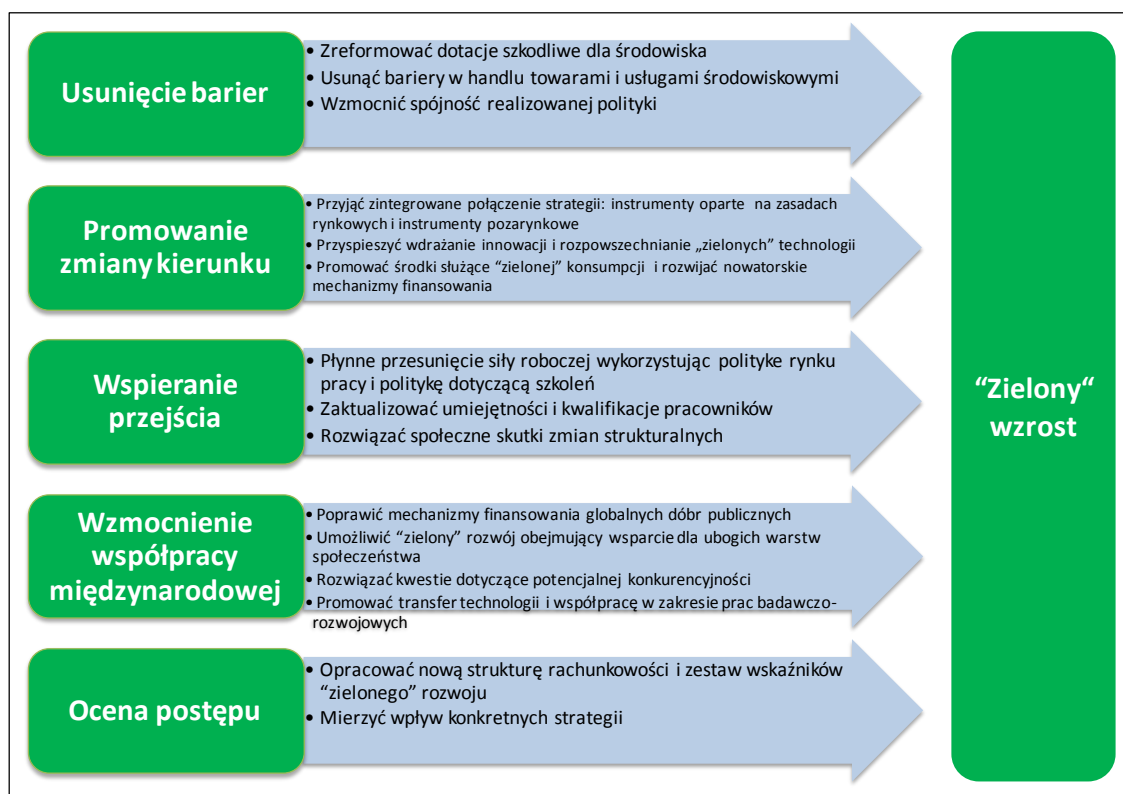 Usunięcie barier
• Zreformować dotacje szkodliwe dla środowiska
• Usunąć bariery w handlu towarami i usługami środowiskowymi
• Wzmocnić spójność realizowanej polityki
Promowanie
zmiany kierunku
• Przyjąć zintegrowane połączenie strategii: instrumenty oparte na zasadach
rynkowych i instrumenty pozarynkowe
• Przyspieszyć wdrażanie innowacji i rozpowszechnianie „zielonych” technologii
• Promować środki służące “zielonej” konsumpcji i rozwijać nowatorskie
mechanizmy finansowania
Wspieranie
przejścia
• Płynne przesunięcie siły roboczej wykorzystując polityke rynku
pracy i politykę dotyczącą szkoleń
• Zaktualizować umiejętności i kwalifikacje pracowników
• Rozwiązać społeczne skutki zmian strukturalnych
Wzmocnienie
współpracy
międzynarodowej
• Poprawić mechanizmy finansowania globalnych dóbr publicznych
• Umożliwić “zielony” rozwój obejmujący wsparcie dla ubogich warstw
społeczeństwa
• Rozwiązać kwestie dotyczące potencjalnej konkurencyjności
• Promować transfer technologii i współpracę w zakresie prac badawczo-
rozwojowych
Ocena postępu
• Opracować nową strukturę rachunkowości i zestaw wskaźników
“zielonego” rozwoju
• Mierzyć wpływ konkretnych strategii
“Zielony“
wzrost